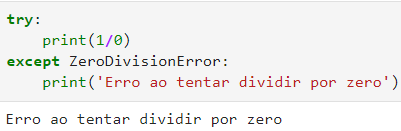 try:
    print(1/0)
except ZeroDivisionError:
    print('Erro ao tentar dividir por zero')
Erro ao tentar dividir por zero